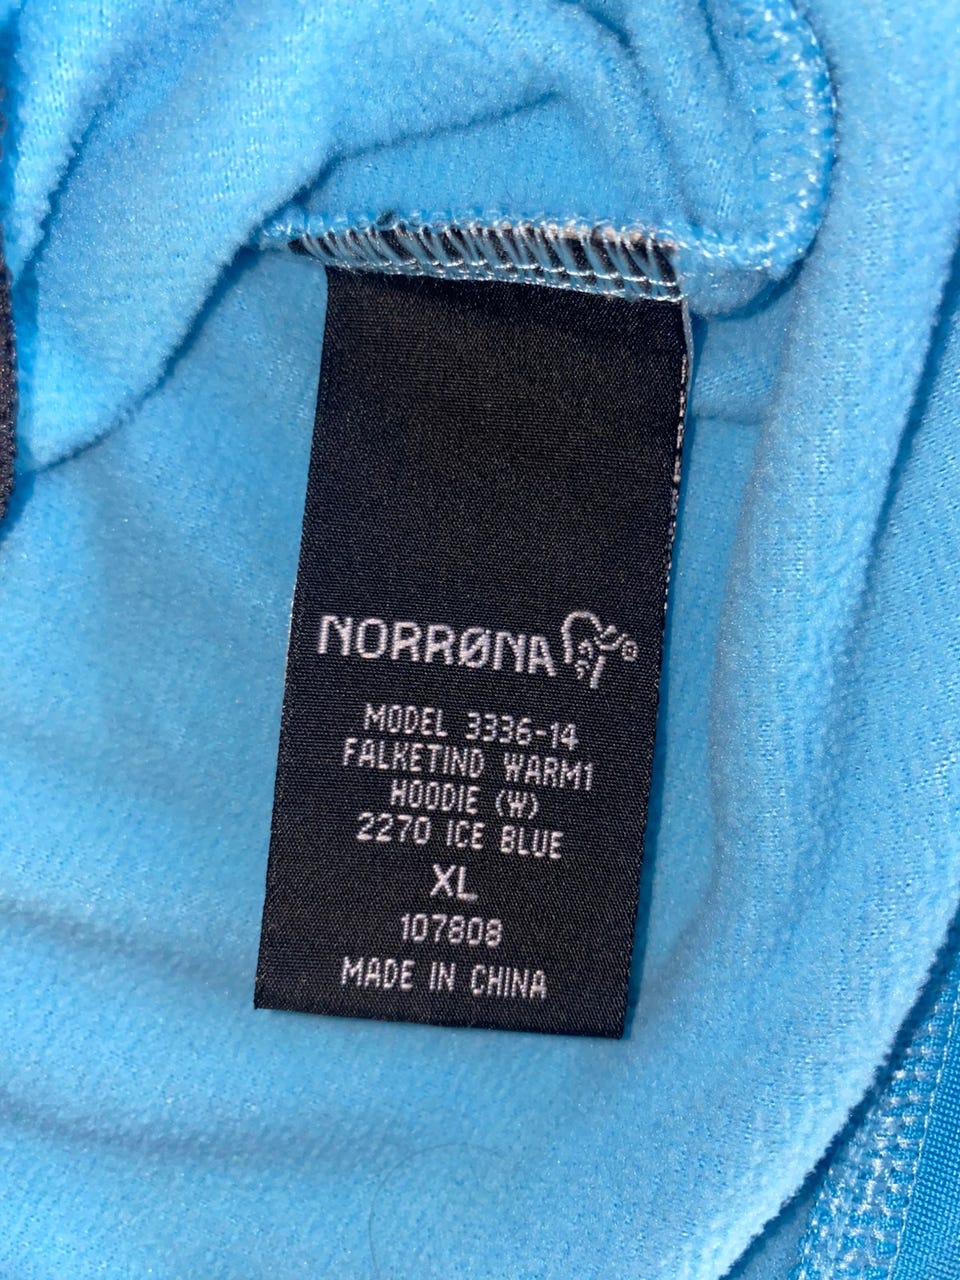 NORRØNA ®
MODEL 3336-14
FALKETIND WARM1
HOODIE (W)
2270 ICE BLUE
XL
107808
MADE IN CHINA